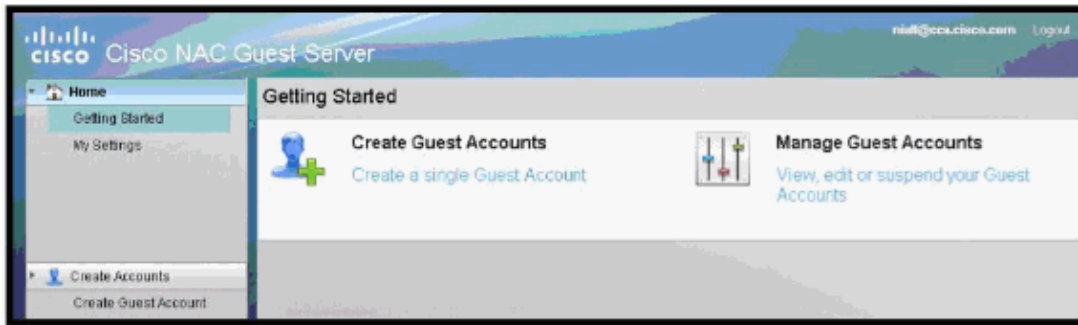 CISCO Cisco NAC Guest Server
niall@cca.cisco.com Logout
Home
Getting Started
My Settings
Create Accounts
Create Guest Account
Getting Started
Create Guest Accounts
Create a single Guest Account
Manage Guest Accounts
View, edit or suspend your Guest
Accounts